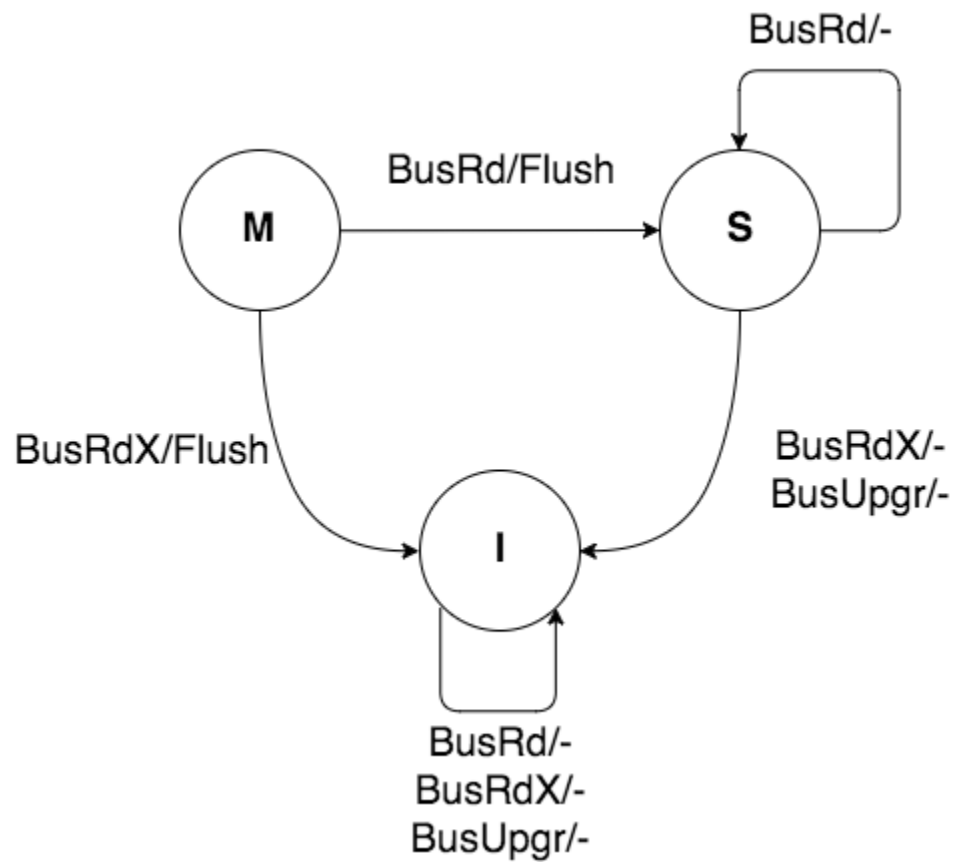 BusRd/-
BusRd/Flush
M
S
BusRdX/Flush
BusRdX/-
BusUpgr/-
I
BusRd/-
BusRdX/-
BusUpgr/-